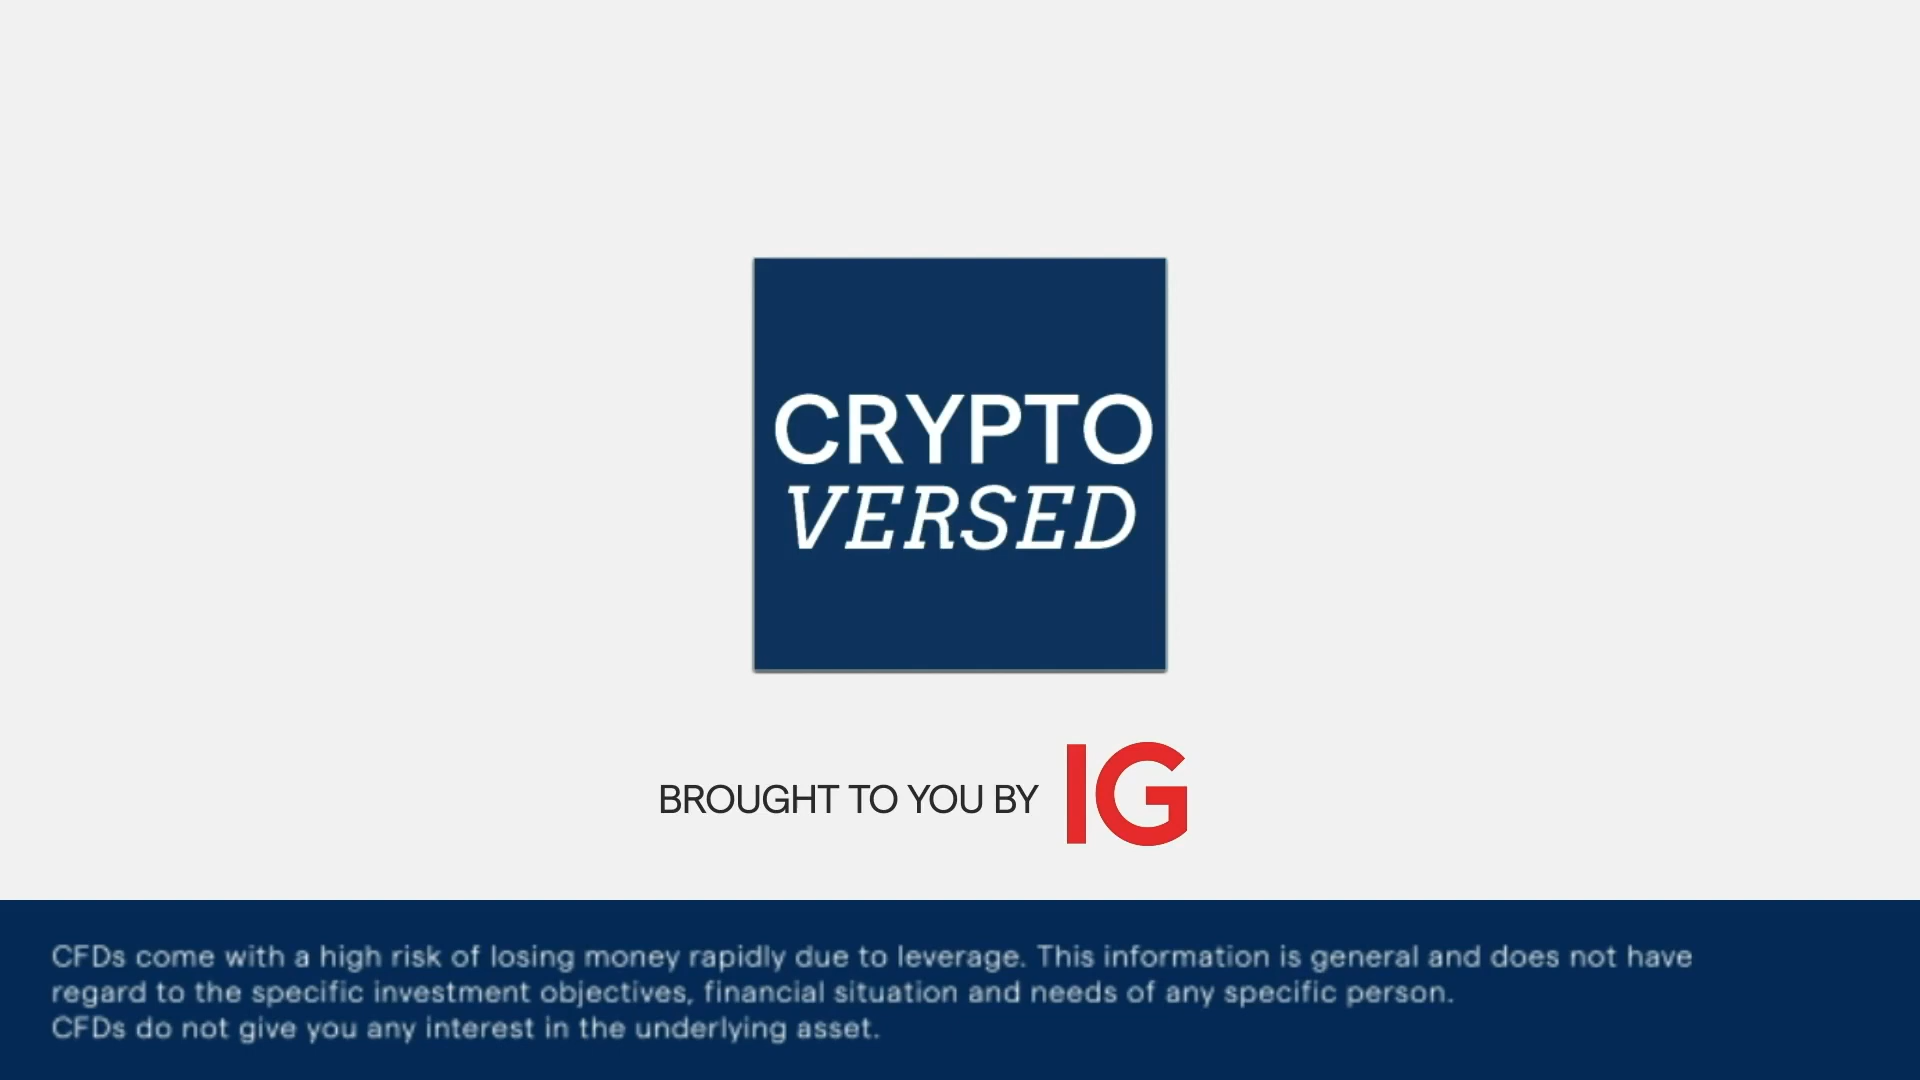 CRYPTO
VERSED
BROUGHT TO YOU BY IG
CFDs come with a high risk of losing money rapidly due to leverage. This information is general and does not have
regard to the specific investment objectives, financial situation and needs of any specific person.
CFDs do not give you any interest in the underlying asset.